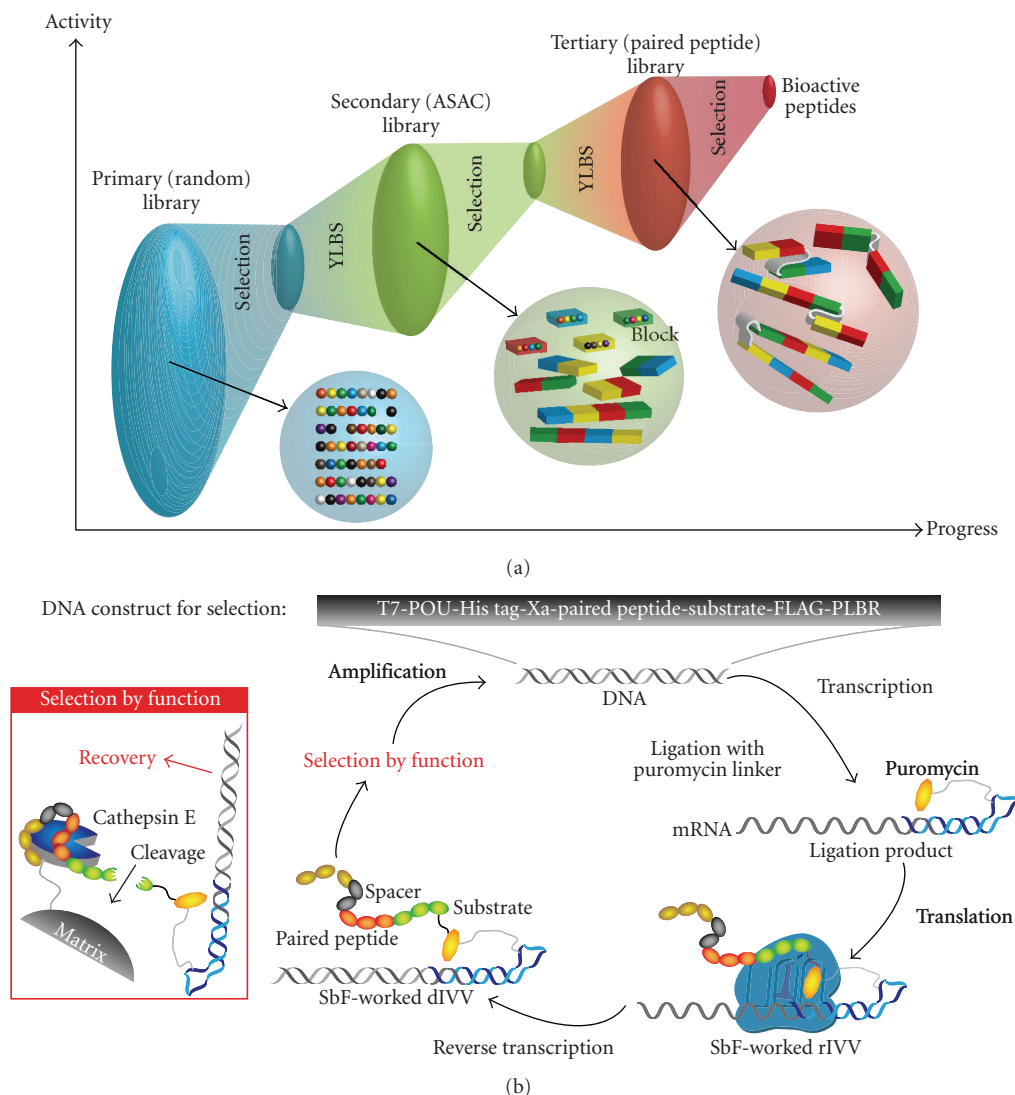 Activity
Tertiary (paired peptide)
library
Bioactive
peptides
Secondary (ASAC)
library
Primary (random)
library
Selection
YLBS
Selection
YLBS
Selection
Block
Progress
(a)
DNA construct for selection:
T7-POU-His tag-Xa-paired peptide-substrate-FLAG-PLBR
Amplification
DNA
Transcription
Selection by function
Recovery
Cathepsin E
Cleavage
Matrix
Selection by function
Ligation with
puromycin linker
Puromycin
mRNA
Ligation product
Spacer
Substrate
Paired peptide
SbF-worked dIVV
Translation
SbF-worked rIVV
Reverse transcription
(b)